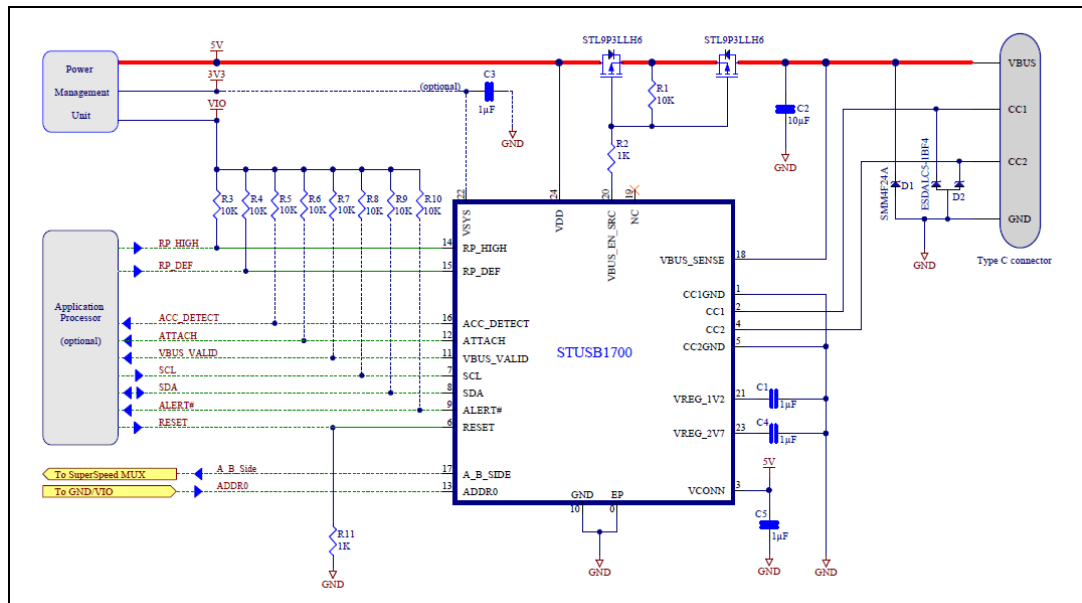 5V
STL9P3LLH6
STL9P3LLH6
Power
Management
Unit
3V3
VIO
(optional)
C3
1µF
GND
R1
10K
R2
1K
C2
10µF
GND
VBUS
CC1
CC2
GND
Type C connector
SMM4F24A
D1
ESDALC5-1BF4
D2
GND
R3
10K
R4
10K
R5
10K
R6
10K
R7
10K
R8
10K
R9
10K
R10
10K
22
VSYS
24
VDD
20
VBUS_EN_SRC
19
NC
Application
Processor
(optional)
RP_HIGH
14
RP_HIGH
RP_DEF
15
RP_DEF
ACC_DETECT
16
ACC_DETECT
ATTACH
12
ATTACH
VBUS_VALID
11
VBUS_VALID
SCL
7
SCL
SDA
8
SDA
ALERT#
9
ALERT#
RESET
6
RESET
To SuperSpeed MUX
A_B_Side
17
A_B_SIDE
To GND/VIO
ADDR0
13
ADDR0
STUSB1700
VBUS_SENSE
18
CC1GND
1
CC1
2
CC2
4
CC2GND
5
VREG_1V2
21
C1
1µF
VREG_2V7
23
C4
1µF
5V
VCONN
3
C5
1µF
GND
GND
GND
10
EP
0
GND
R11
1K
GND